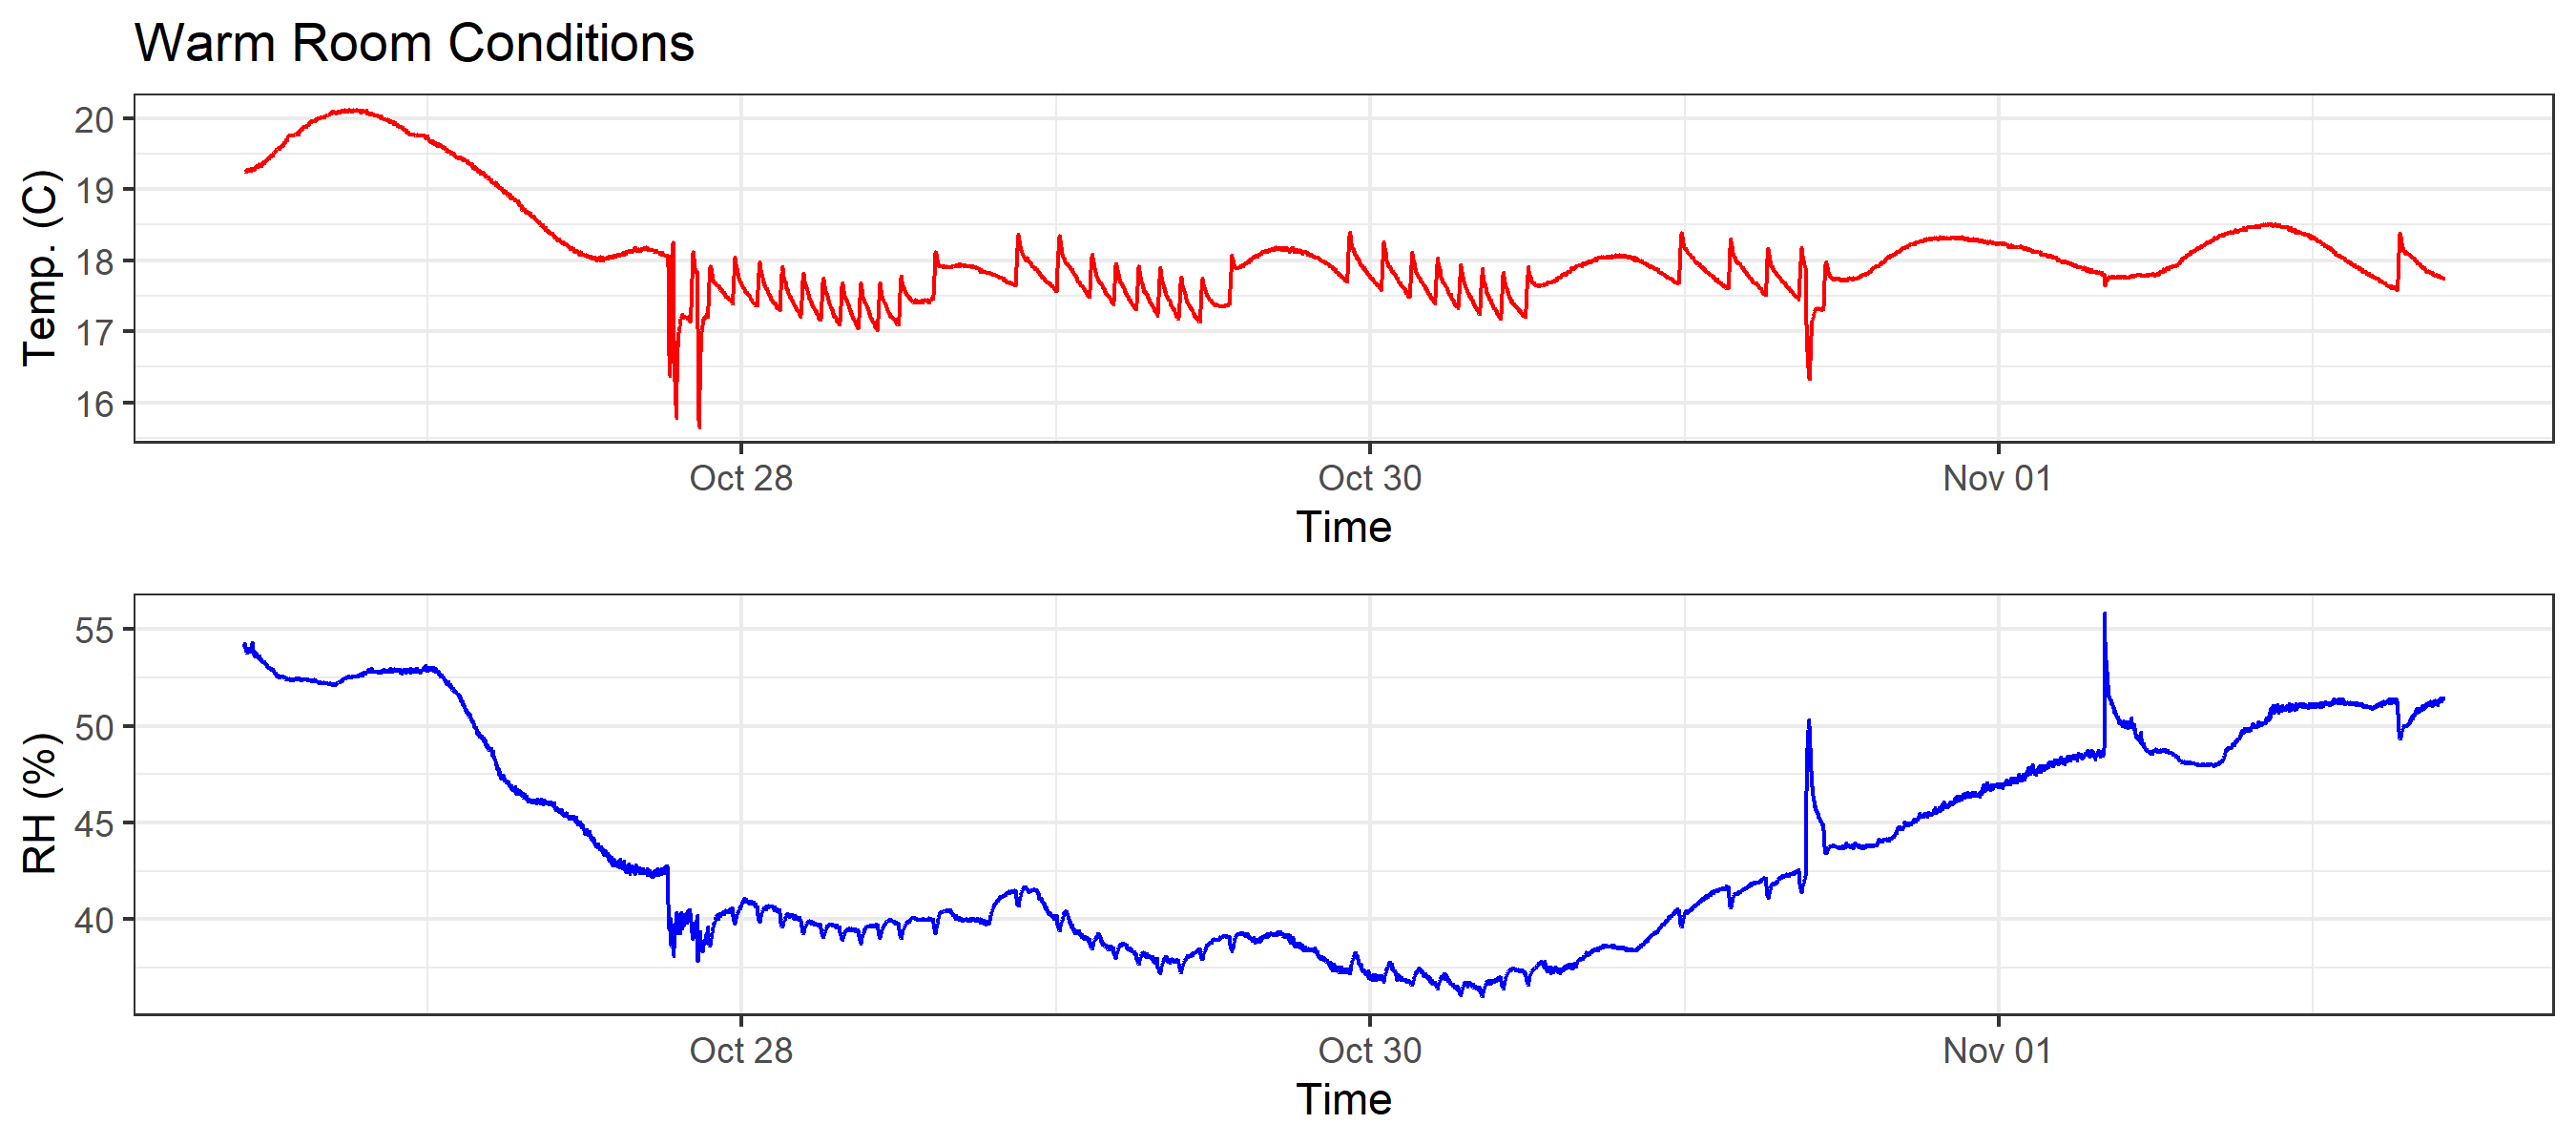 Warm Room Conditions
Temp. (C)
20
19
18
17
16
Oct 28
Oct 30
Nov 01
Time
RH (%)
55
50
45
40
Oct 28
Oct 30
Nov 01
Time